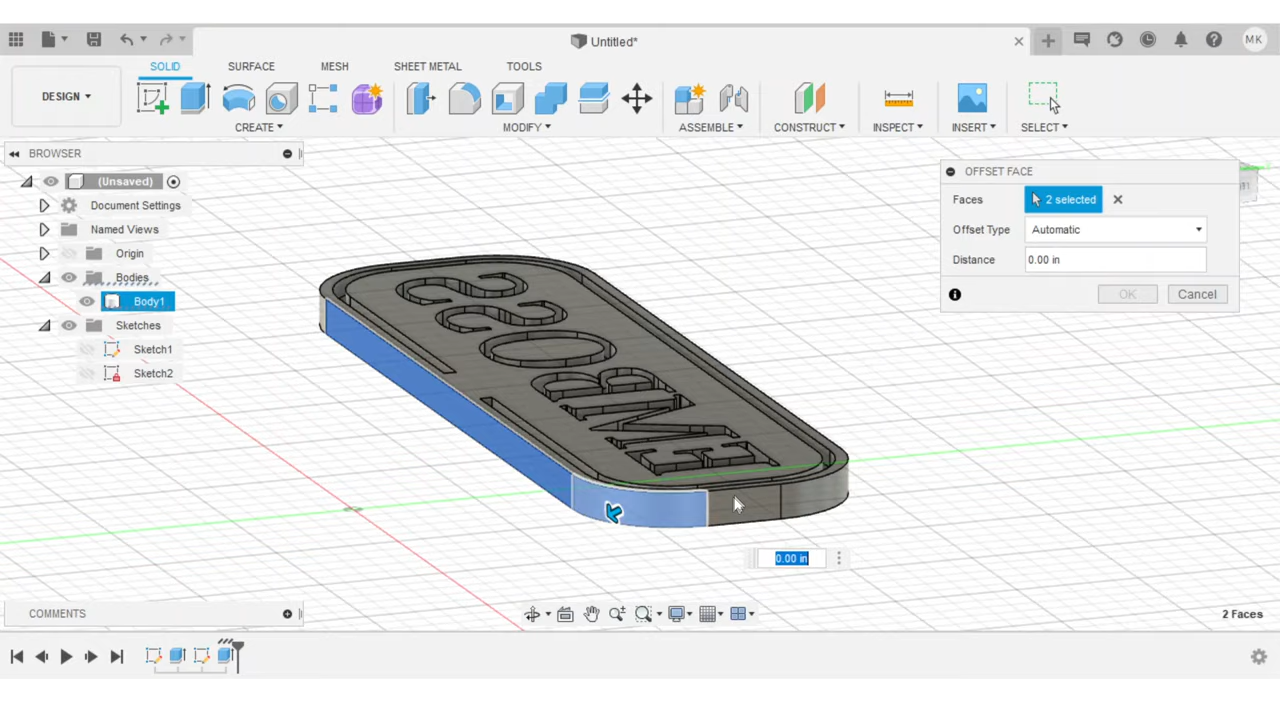 Untitled*
MK
DESIGN
SOLID
SURFACE
MESH
SHEET METAL
TOOLS
CREATE
MODIFY
ASSEMBLE
CONSTRUCT
INSPECT
INSERT
SELECT
BROWSER
(Unsaved)
Document Settings
Named Views
Origin
Bodies
Body1
Sketches
Sketch1
Sketch2
OFFSET FACE
Faces
2 selected
Offset Type
Automatic
Distance
0.00 in
OK
Cancel
0.00 in
COMMENTS
2 Faces